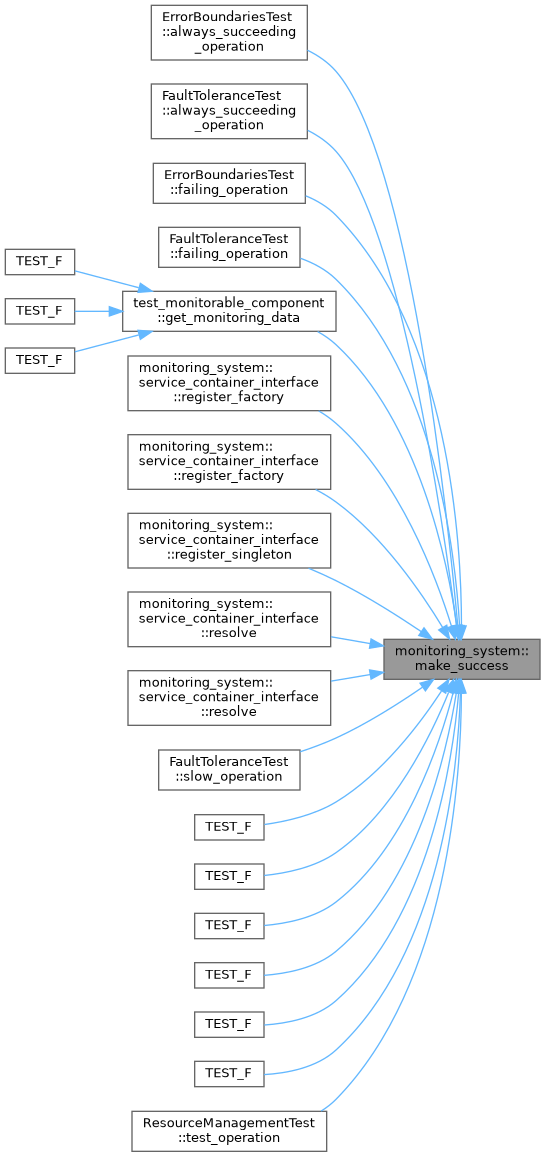 ErrorBoundariesTest
::always_succeeding
_operation
FaultToleranceTest
::always_succeeding
_operation
ErrorBoundariesTest
::failing_operation
FaultToleranceTest
::failing_operation
TEST_F
TEST_F
TEST_F
test_monitorable_component
::get_monitoring_data
monitoring_system::
service_container_interface
::register_factory
monitoring_system::
service_container_interface
::register_factory
monitoring_system::
service_container_interface
::register_singleton
monitoring_system::
service_container_interface
::resolve
monitoring_system::
make_success
monitoring_system::
service_container_interface
::resolve
FaultToleranceTest
::slow_operation
TEST_F
TEST_F
TEST_F
TEST_F
TEST_F
TEST_F
ResourceManagementTest
::test_operation